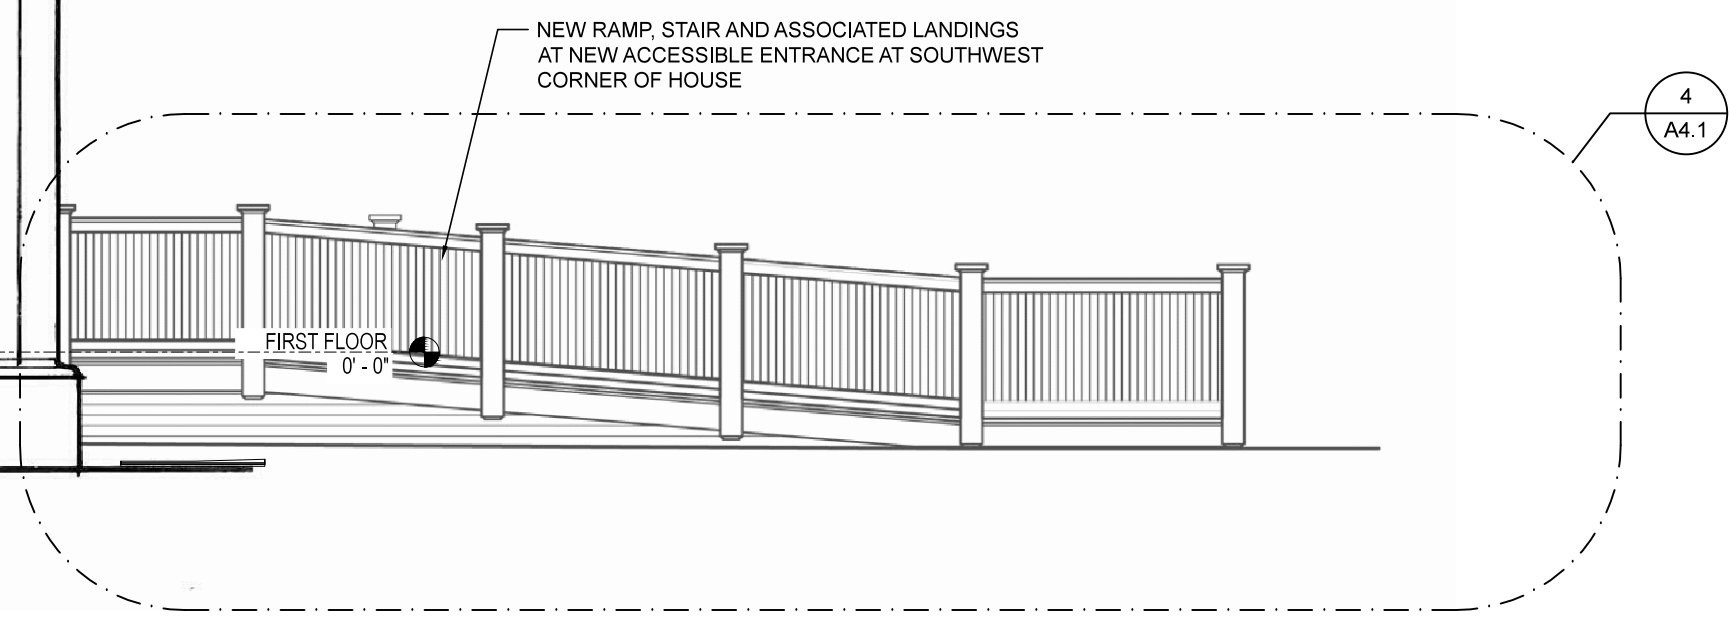 NEW RAMP, STAIR AND ASSOCIATED LANDINGS
AT NEW ACCESSIBLE ENTRANCE AT SOUTHWEST
CORNER OF HOUSE
4
A4.1
FIRST FLOOR
0' - 0"